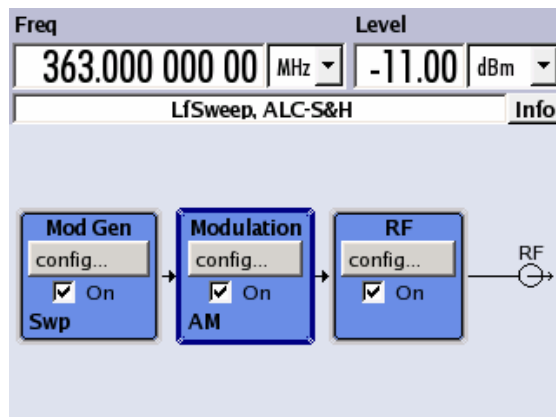 Freq Level
363.000 000 00 MHz -11.00 dBm
LfSweep, ALC-S&H Info
Mod Gen Modulation RF
config... config... config... RF
On On On
Swp AM